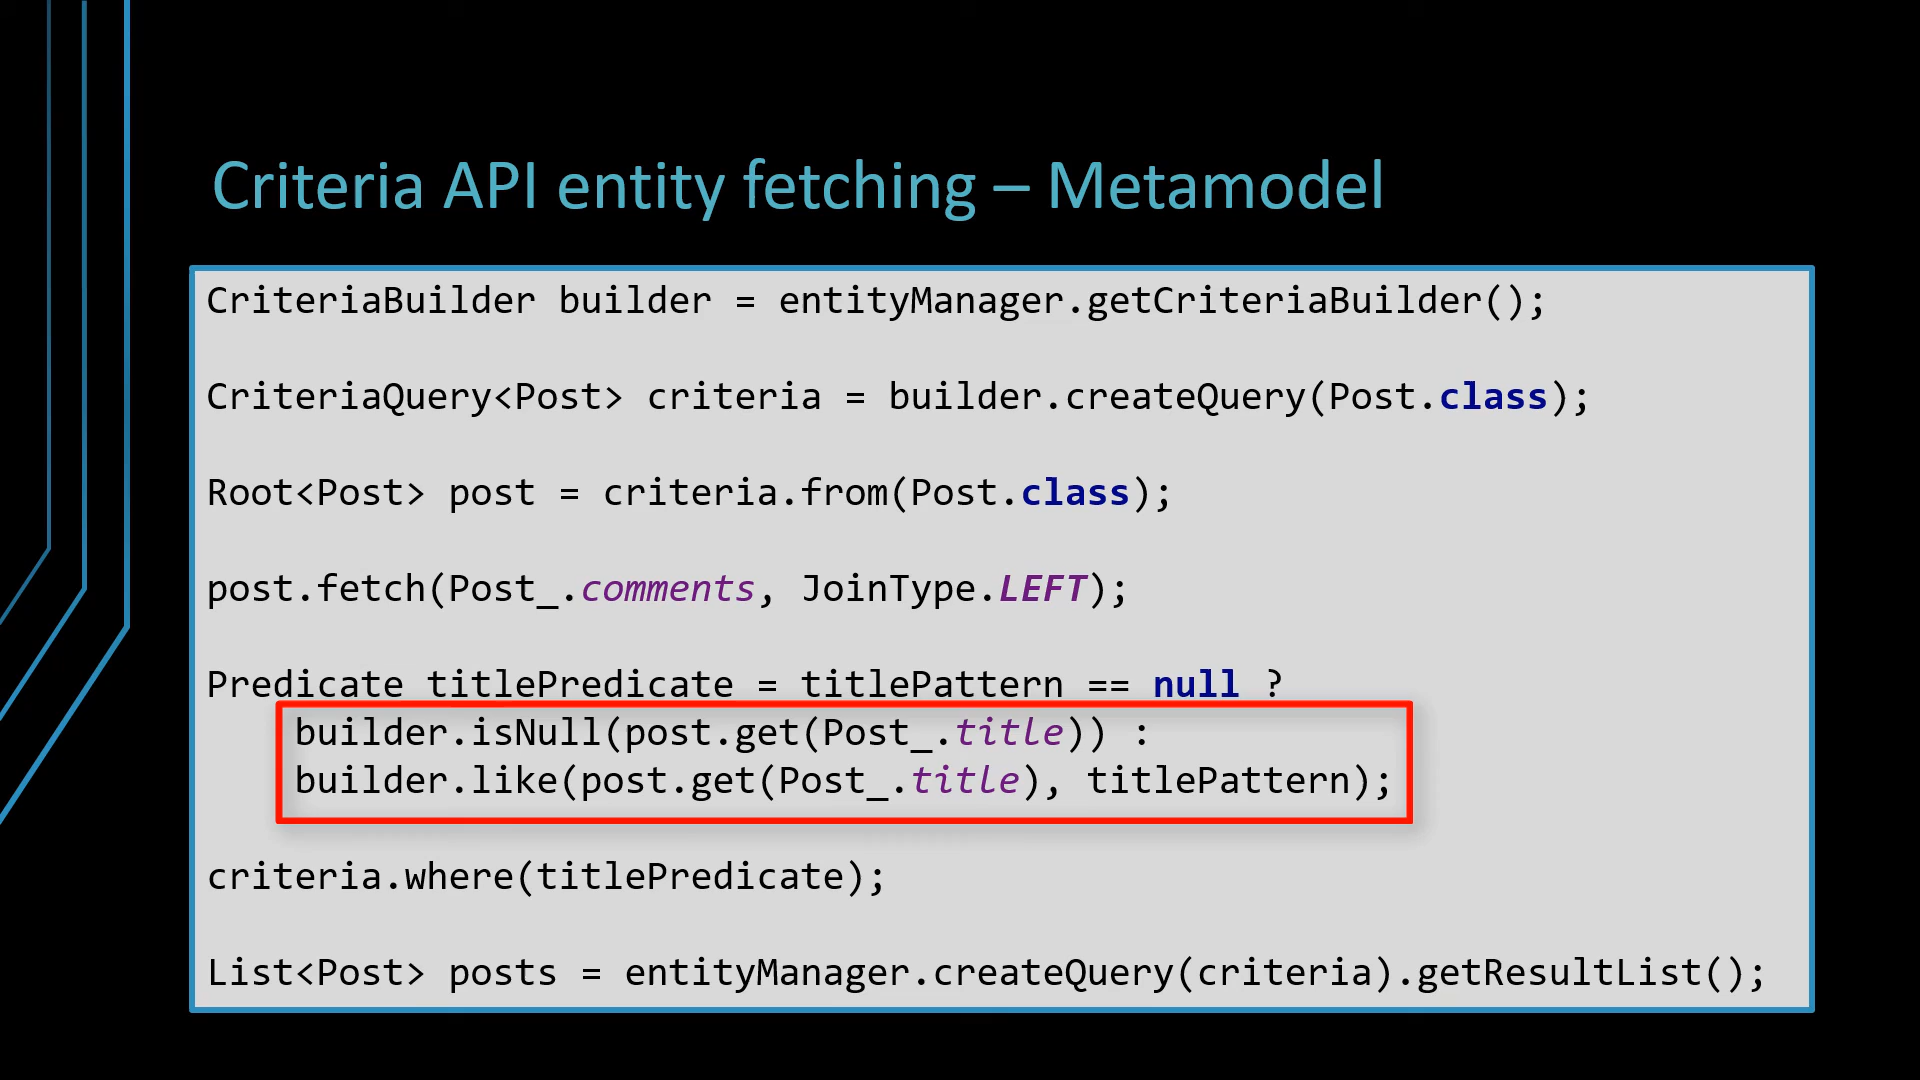 Criteria API entity fetching – Metamodel
CriteriaBuilder builder = entityManager.getCriteriaBuilder();
CriteriaQuery<Post> criteria = builder.createQuery(Post.class);
Root<Post> post = criteria.from(Post.class);
post.fetch(Post_.comments, JoinType.LEFT);
Predicate titlePredicate = titlePattern == null ?
builder.isNull(post.get(Post_.title)) :
builder.like(post.get(Post_.title), titlePattern);
criteria.where(titlePredicate);
List<Post> posts = entityManager.createQuery(criteria).getResultList();